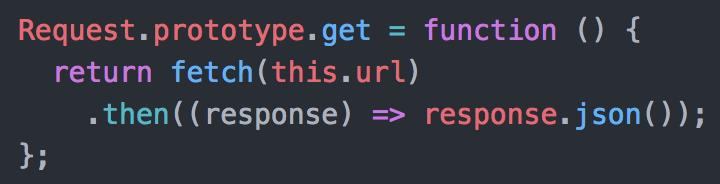 Request.prototype.get = function () {
  return fetch(this.url)
    .then((response) => response.json());
};